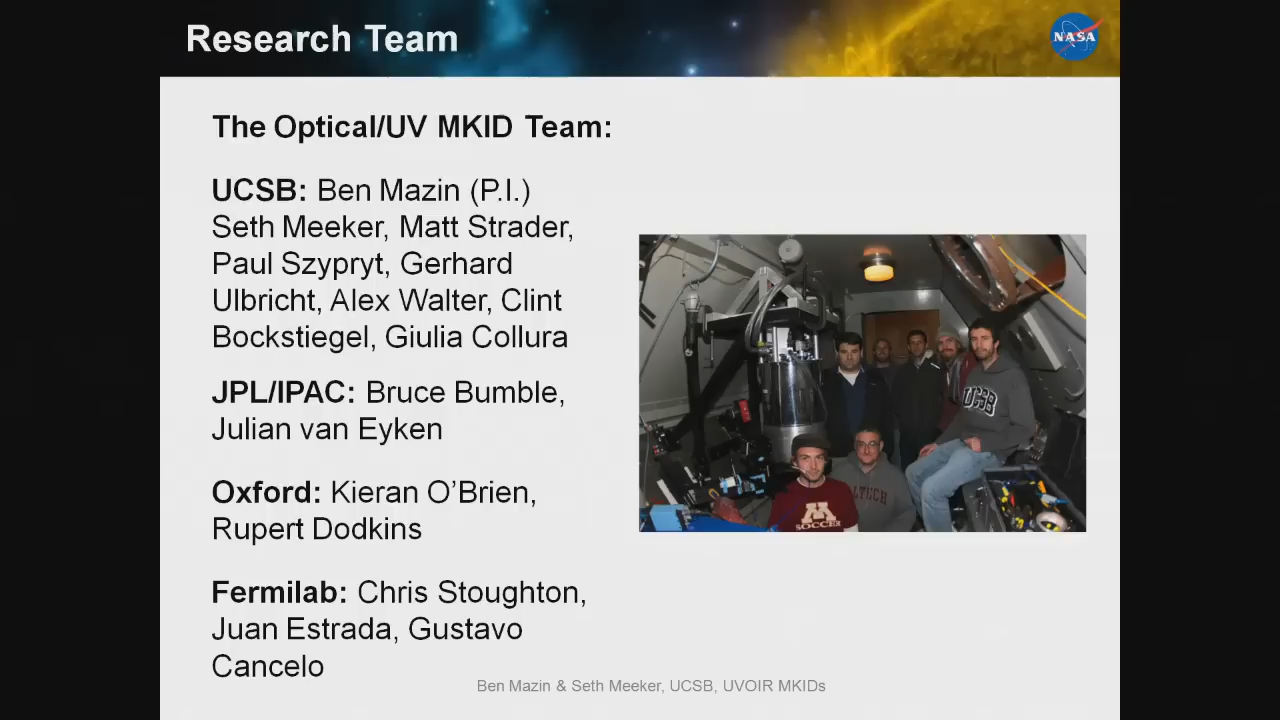 Research Team
NASA
The Optical/UV MKID Team:
UCSB: Ben Mazin (P.I.)
Seth Meeker, Matt Strader,
Paul Szypryt, Gerhard
Ulbricht, Alex Walter, Clint
Bockstiegel, Giulia Collura
JPL/IPAC: Bruce Bumble,
Julian van Eyken
Oxford: Kieran O’Brien,
Rupert Dodkins
Fermilab: Chris Stoughton,
Juan Estrada, Gustavo
Cancelo
UCSB
M
SOCCER
Ben Mazin & Seth Meeker, UCSB, UVOIR MKIDs